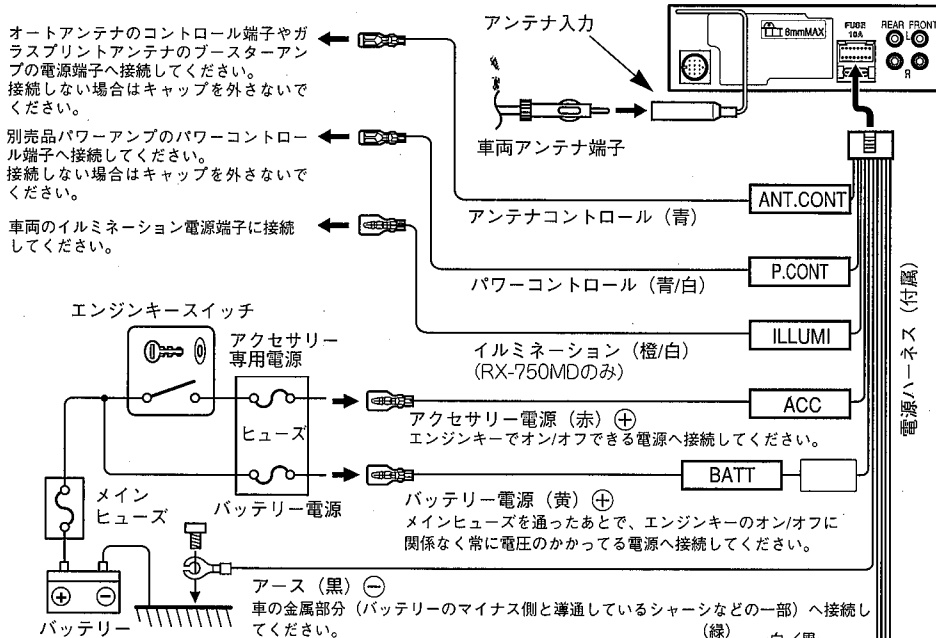 オートアンテナのコントロール端子やガ
ラスプリントアンテナのブースターアン
プの電源端子へ接続してください。
接続しない場合はキャップを外さないで
ください。
別売品パワーアンプのパワーコントロー
ル端子へ接続してください。
接続しない場合はキャップを外さないで
ください。
車両のイルミネーション電源端子に接続
してください。
アンテナ入力
車両アンテナ端子
8mmMAX
FUSE
10A
REAR FRONT
L
R
アンテナコントロール（青）
ANT.CONT
パワーコントロール（青/白）
P.CONT
イルミネーション（橙/白）
(RX-750MDのみ)
ILLUMI
電源ハーネス（付属）
エンジンキースイッチ
アクセサリー
専用電源
ヒューズ
バッテリー電源
メイン
ヒューズ
バッテリー
アクセサリー電源（赤）⊕
エンジンキーでオン/オフできる電源へ接続してください。
ACC
バッテリー電源（黄）⊕
メインヒューズを通ったあとで、エンジンキーのオン/オフに
関係なく常に電圧のかかってる電源へ接続してください。
BATT
アース（黒）⊖
車の金属部分（バッテリーのマイナス側と導通しているシャーシなどの一部）へ接続し
てください。
（緑）
白／黒